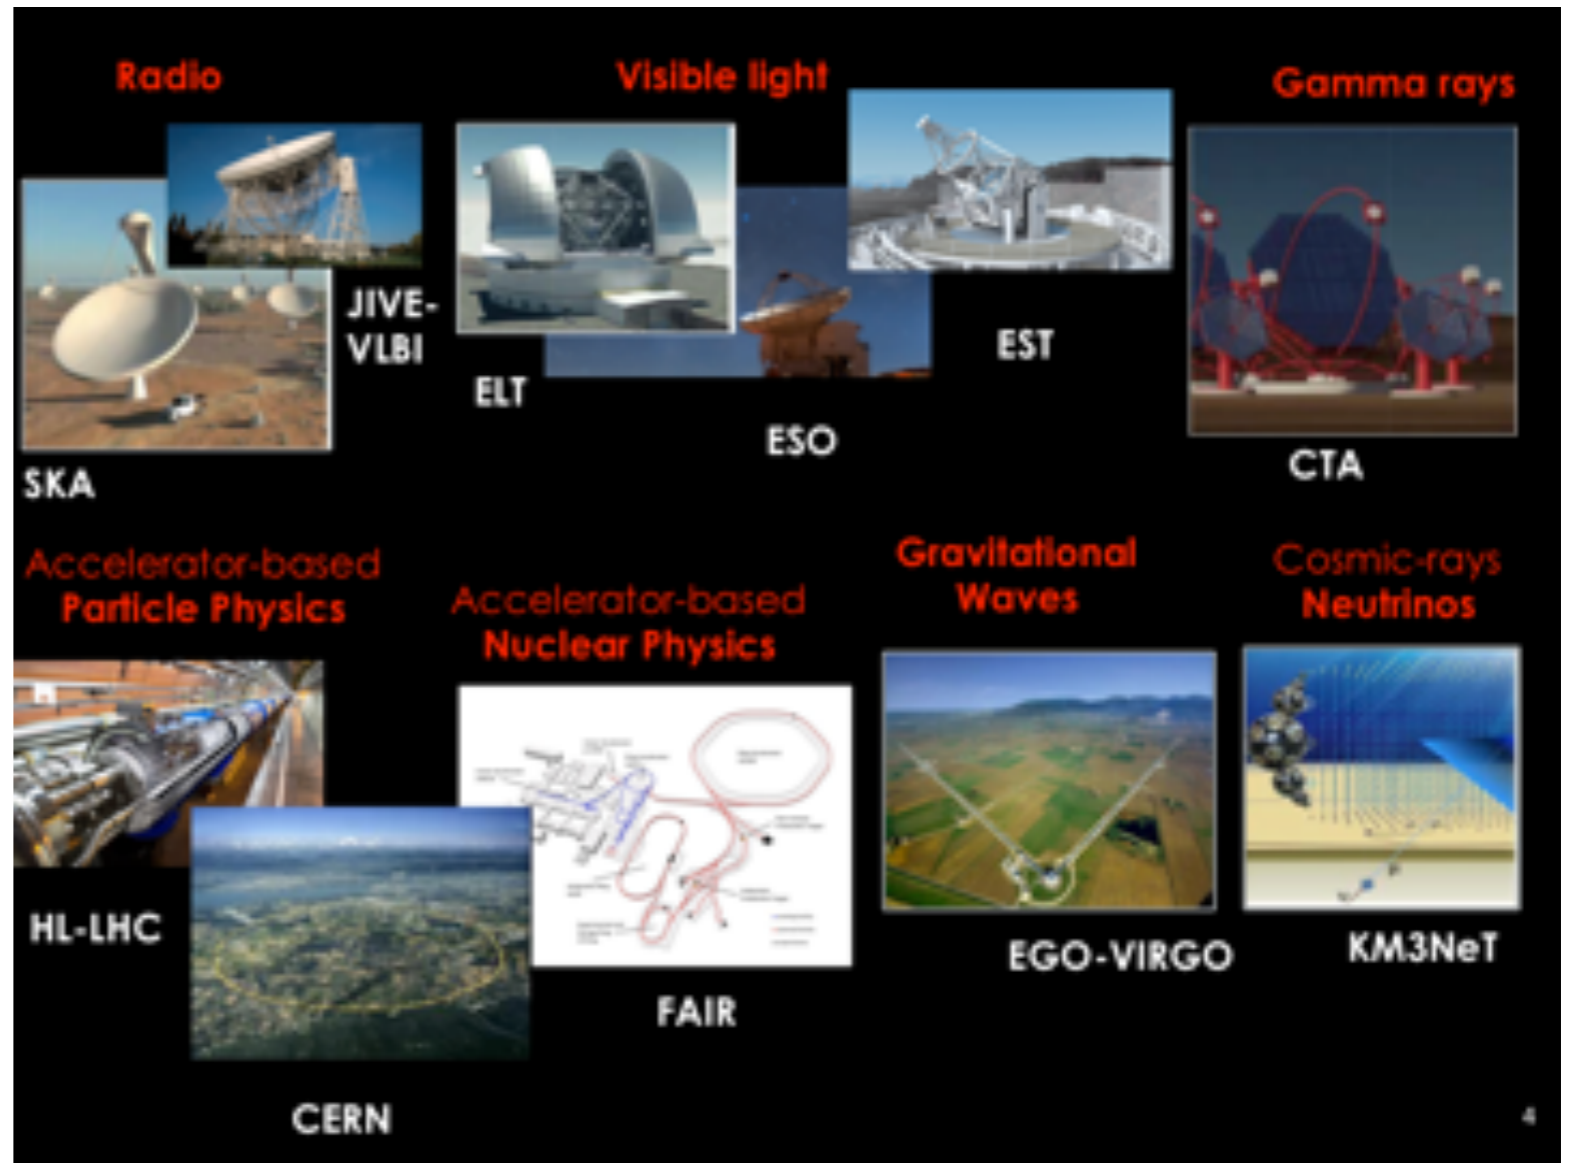 Radio
Visible light
Gamma rays
JIVE-
VLBI
EST
ELT
ESO
CTA
SKA
Accelerator-based
Particle Physics
Accelerator-based
Nuclear Physics
Gravitational
Waves
Cosmic-rays
Neutrinos
HL-LHC
EGO-VIRGO
KM3NeT
FAIR
CERN
4